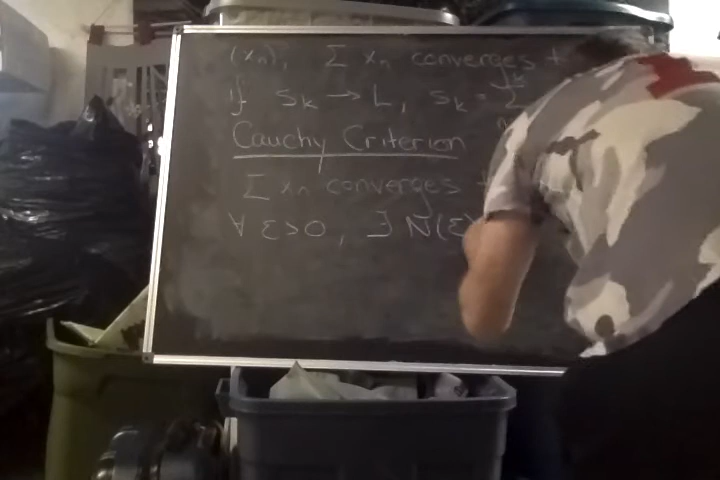 (xₙ), Σ xₙ converges
if sₖ → L, sₖ = Σ
Cauchy Criterion
Σ xₙ converges
∀ ε>0, ∃ N(ε)